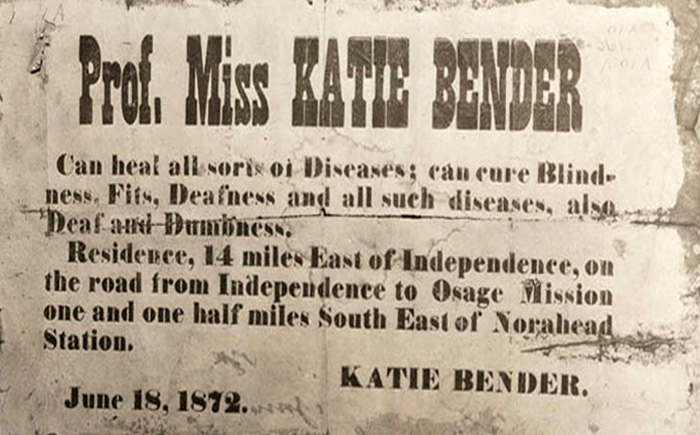 Prof. Miss KATIE BENDER
Can heal all sorts of Diseases; can cure Blind-
ness, Fits, Deafness and all such diseases, also
Deaf and Dumbness.
Residence, 14 miles East of Independence, on
the road from Independence to Osage Mission
one and one half miles South East of Norahead
Station.
KATIE BENDER.
June 18, 1872.